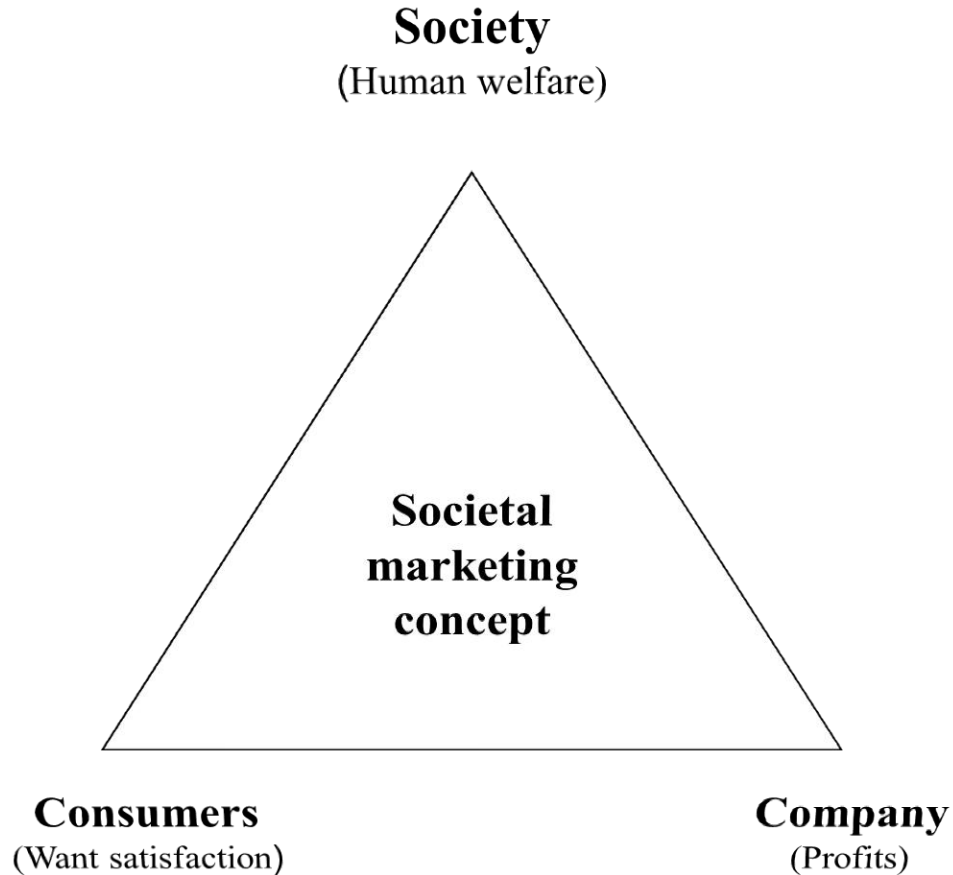 Society
(Human welfare)
Societal
marketing
concept
Consumers
(Want satisfaction)
Company
(Profits)